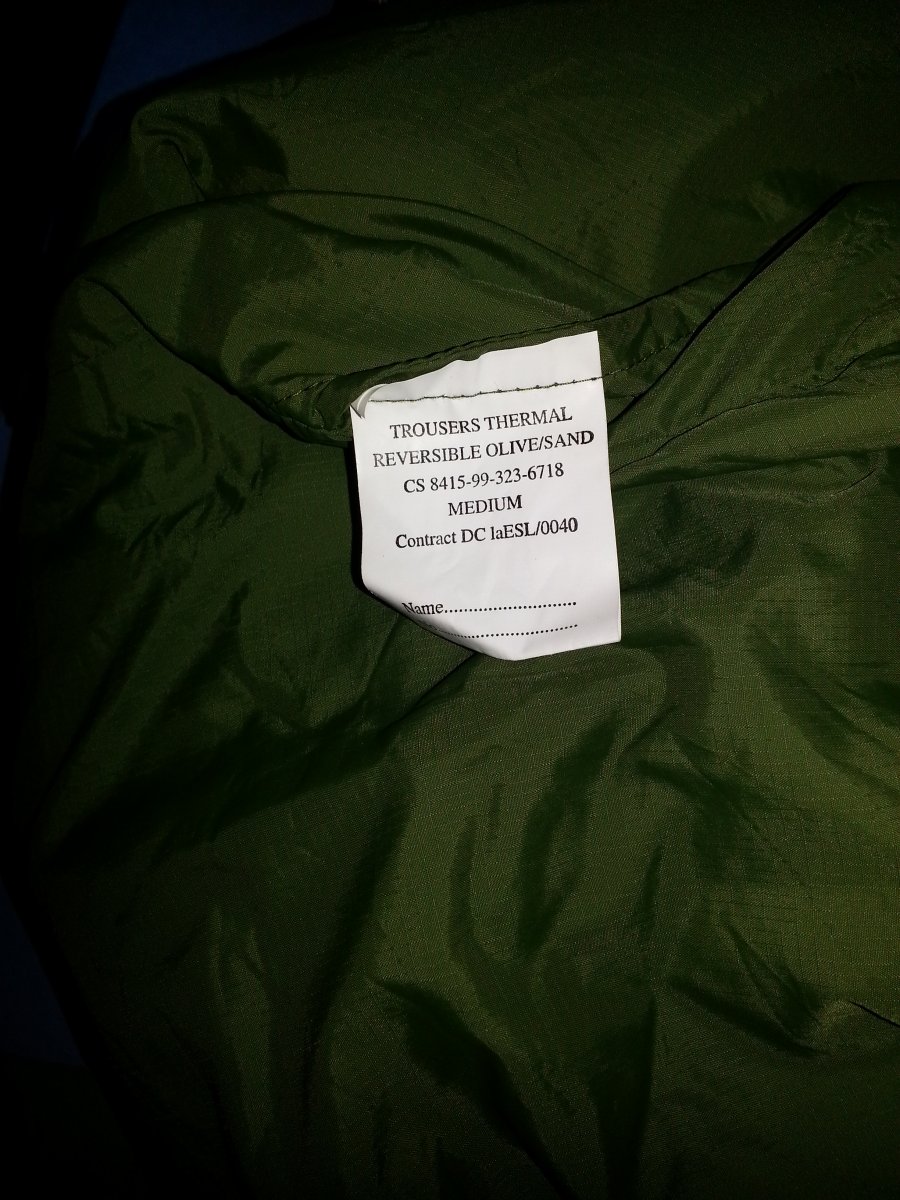 TROUSERS THERMAL
REVERSIBLE OLIVE/SAND
CS 8415-99-323-6718
MEDIUM
Contract DC laESL/0040
Name...........................
...........................